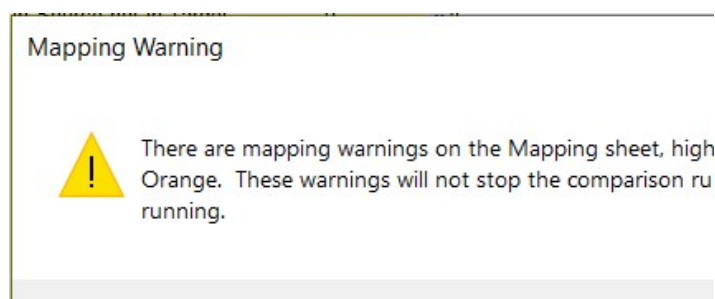 Mapping Warning
There are mapping warnings on the Mapping sheet, high
Orange. These warnings will not stop the comparison ru
running.